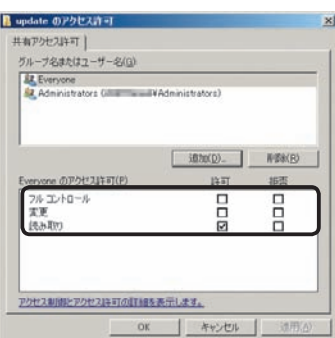 update のアクセス許可
共有アクセス許可
グループ名またはユーザー名(G):
Everyone
Administrators ( ¥Administrators)
追加(D)... 削除(R)
Everyone のアクセス許可(P) 許可 拒否
フル コントロール
変更
読み取り
アクセス制御とアクセス許可の詳細を表示します。
OK キャンセル 適用(A)